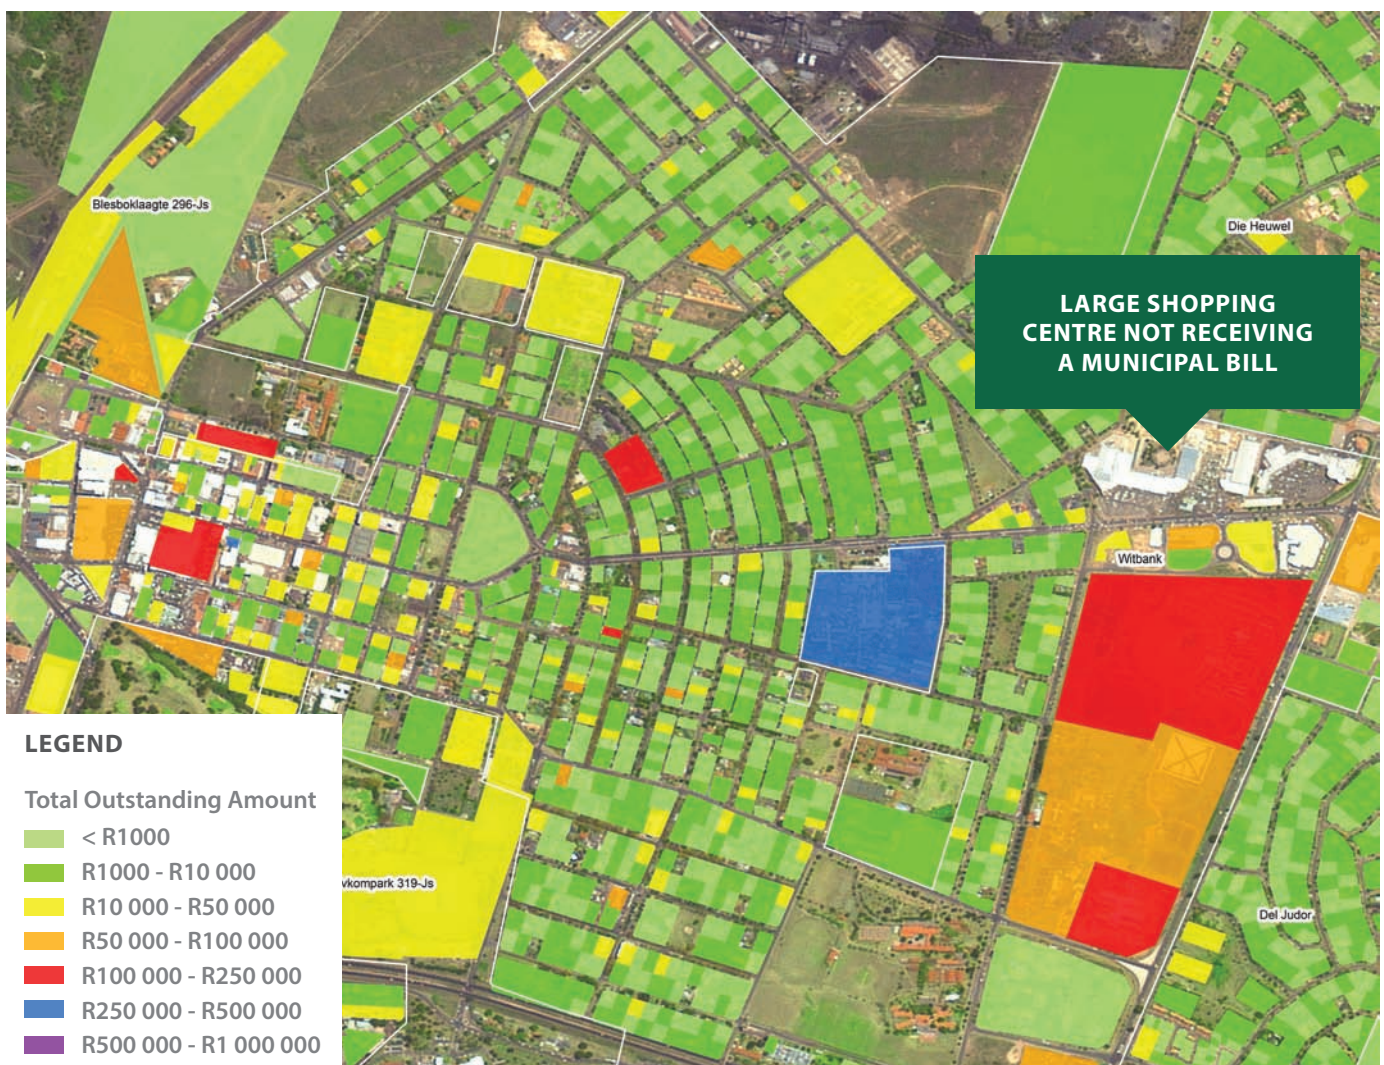 Blesboklaagte 296-Js
Die Heuwel
LARGE SHOPPING
CENTRE NOT RECEIVING
A MUNICIPAL BILL
Witbank
LEGEND
Total Outstanding Amount
< R1000
R1000 - R10 000
R10 000 - R50 000
R50 000 - R100 000
R100 000 - R250 000
R250 000 - R500 000
R500 000 - R1 000 000
vkompark 319-Js
Del Judor